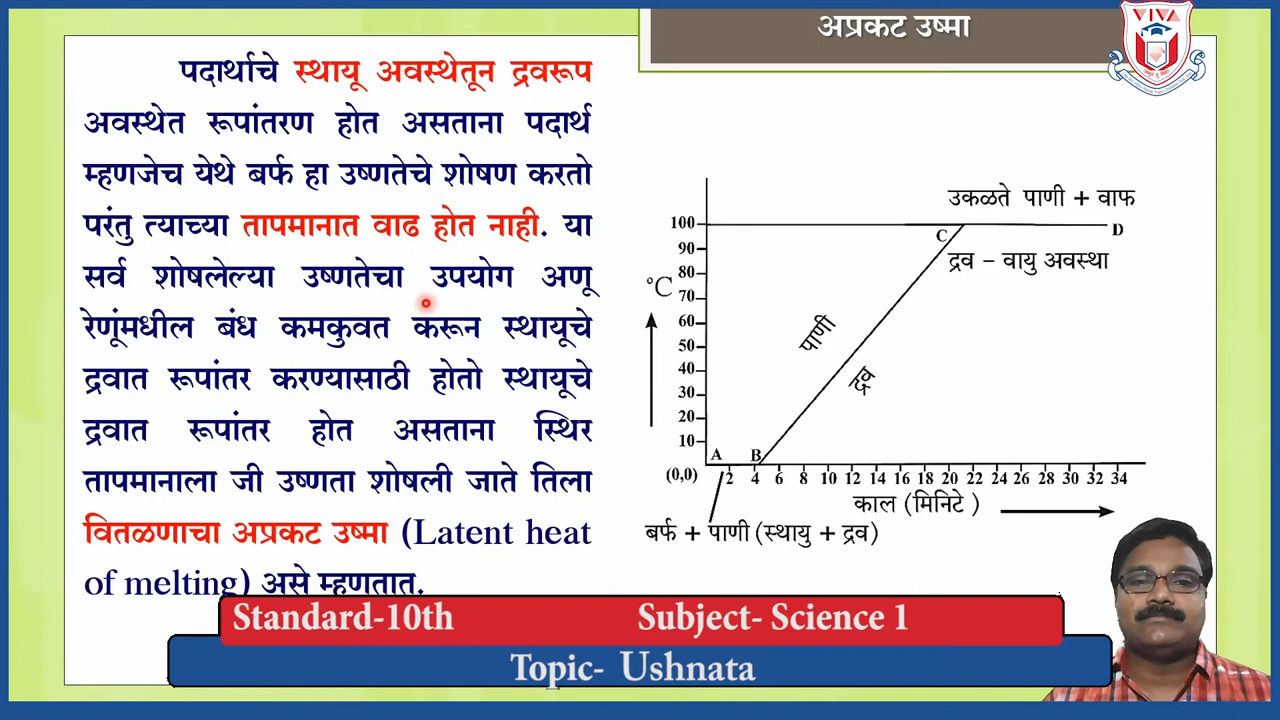 अप्रकट उष्मा
VIVA
पदार्थाचे स्थायू अवस्थेतून द्रवरूप
अवस्थेत रूपांतरण होत असताना पदार्थ
म्हणजेच येथे बर्फ हा उष्णतेचे शोषण करतो
परंतु त्याच्या तापमानात वाढ होत नाही. या
सर्व शोषलेल्या उष्णतेचा उपयोग अणू
रेणूंमधील बंध कमकुवत करून स्थायूचे
द्रवात रूपांतर करण्यासाठी होतो स्थायूचे
द्रवात रूपांतर होत असताना स्थिर
तापमानाला जी उष्णता शोषली जाते तिला
वितळणाचा अप्रकट उष्मा (Latent heat
of melting) असे म्हणतात.
उकळते पाणी + वाफ
100
C
D
90
द्रव – वायु अवस्था
80
°C
70
60
पाणी
50
40
द्रव
30
20
10
A
B
(0,0)
2 4 6 8 10 12 14 16 18 20 22 24 26 28 30 32 34
काल (मिनिटे )
बर्फ + पाणी (स्थायु + द्रव)
Standard-10th Subject- Science 1
Topic- Ushnata